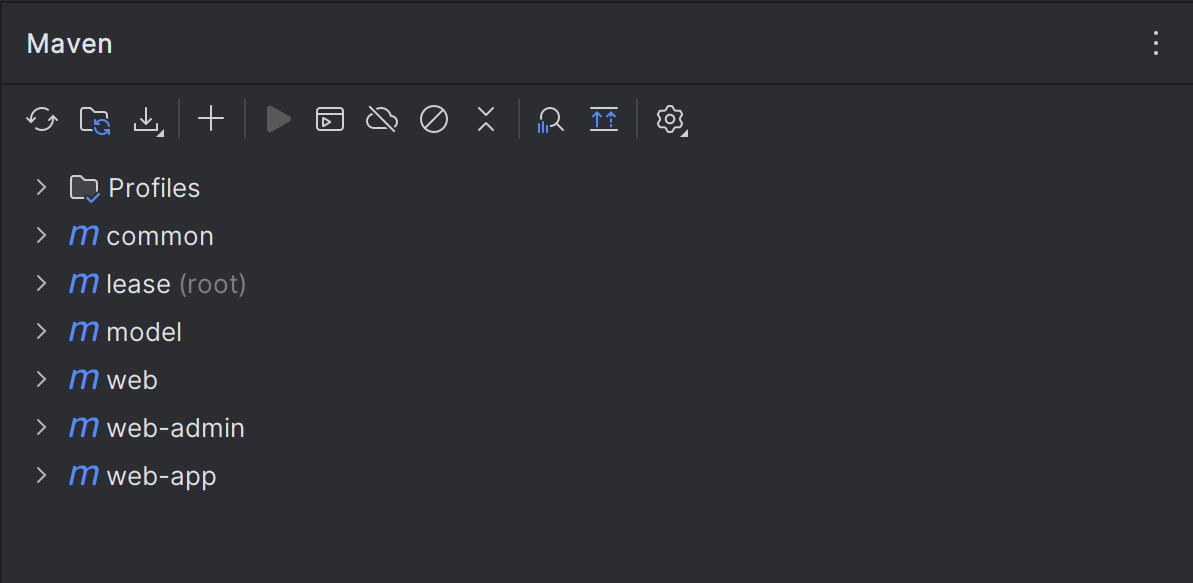 Maven
Profiles
common
lease (root)
model
web
web-admin
web-app